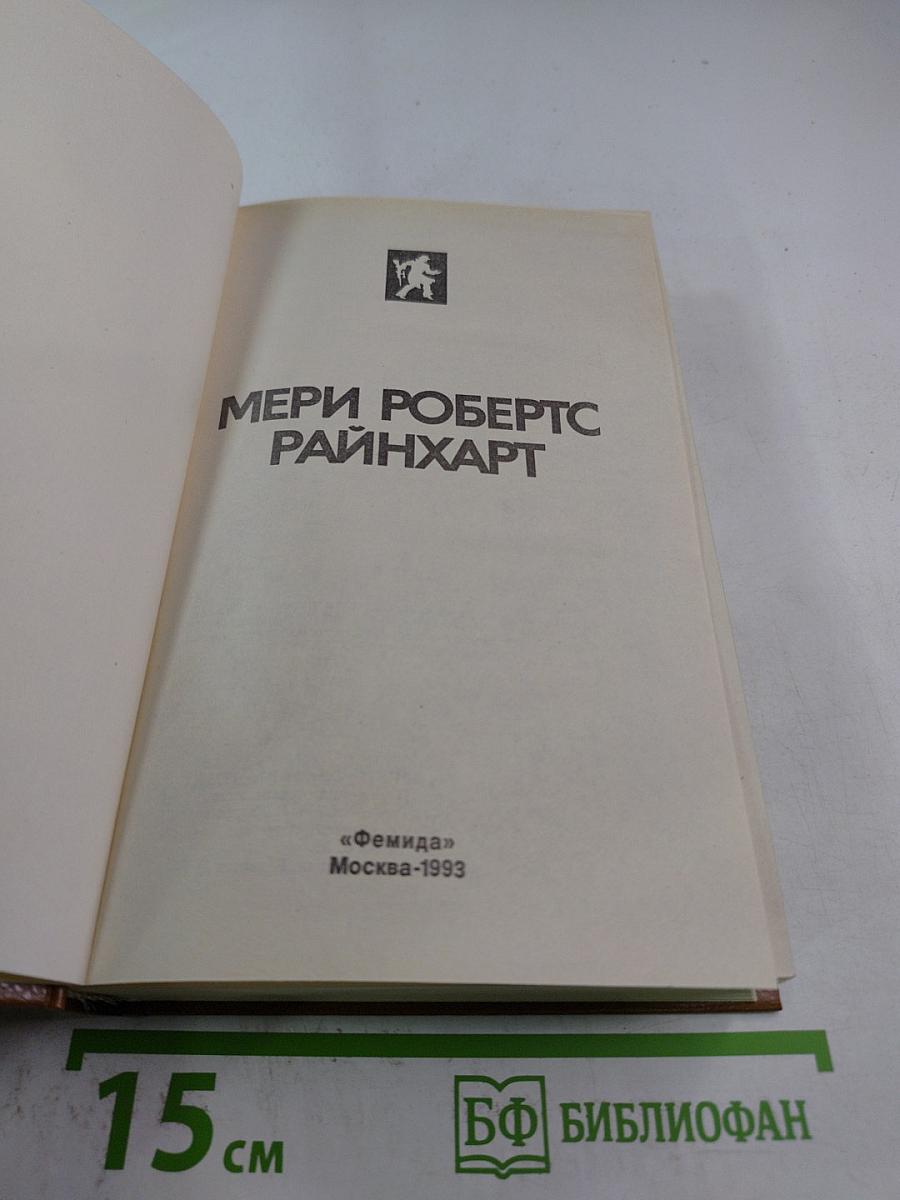 МЕРИ РОБЕРТС
РАЙНХАРТ
«Фемида»
Москва-1993
15 см
БФ БИБЛИОФАН